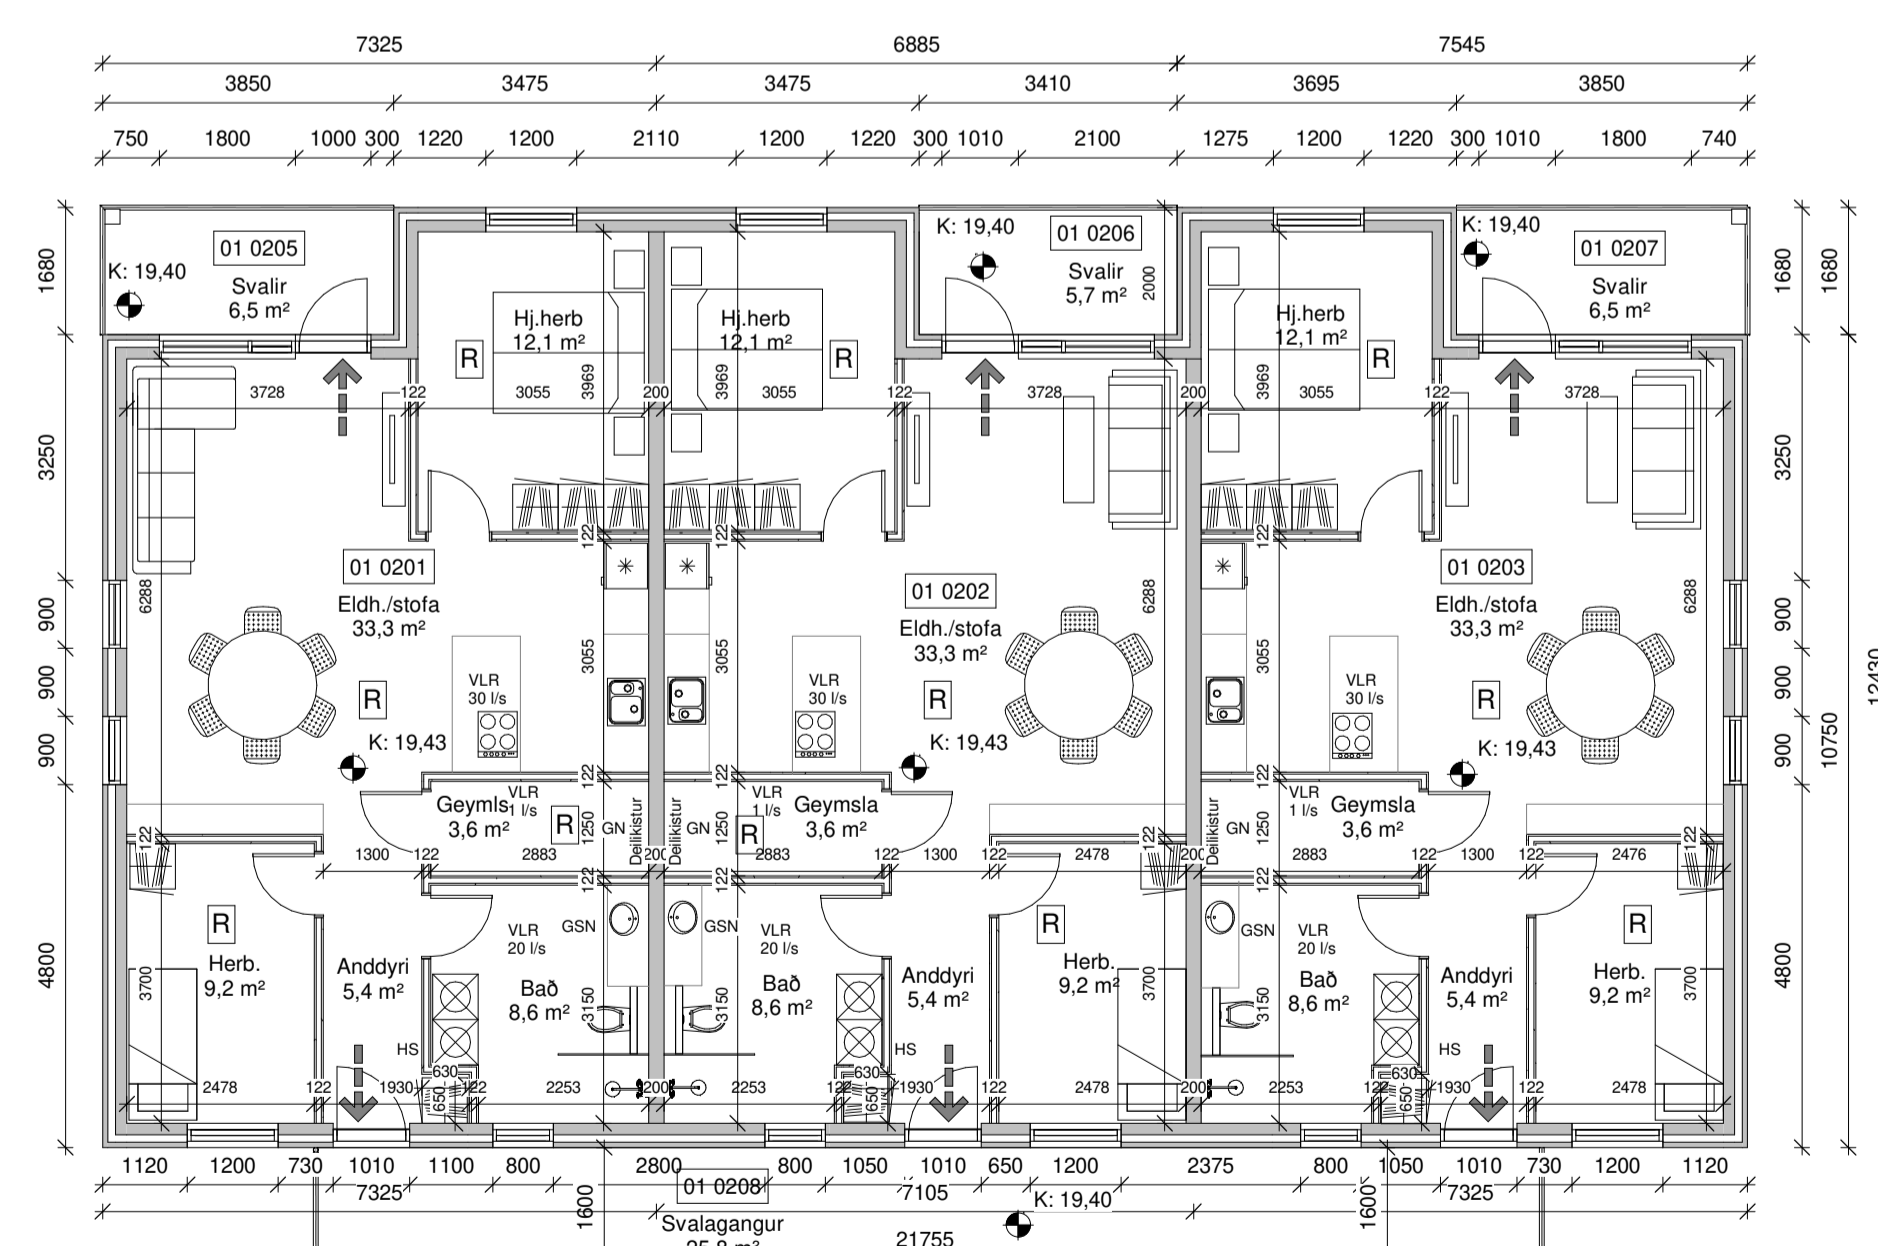 7325 6885 7545
3850 3475 3475 3410 3695 3850
750 1800 1000 300 1220 1200 2110 1200 1220 300 1010 2100 1275 1200 1220 300 1010 1800 740
01 0205
Svalir
6,5 m²
K: 19,40
K: 19,40
01 0206
Svalir
5,7 m²
2000
K: 19,40
01 0207
Svalir
6,5 m²
1680
1680
1680
Hj.herb
12,1 m²
R
Hj.herb
12,1 m²
R
Hj.herb
12,1 m²
R
3728 122 3055 3969 200 3969 3055 122 3728 200 3969 3055 122 3728
3250
3250
122 122 122
01 0201
Eldh./stofa
33,3 m²
01 0202
Eldh./stofa
33,3 m²
01 0203
Eldh./stofa
33,3 m²
6288 6288 6288
3055 3055 3055
900 900
900 900
900 900
12430
10750
R
R
R
VLR
30 l/s
VLR
30 l/s
VLR
30 l/s
K: 19,43
K: 19,43
K: 19,43
122 122 122
Geymls
3,6 m²
VLR
1 l/s
R
1250
GN
Deilikistur
Deilikistur
GN
1250
VLR
1 l/s
R
Geymsla
3,6 m²
Deilikistur
GN
1250
VLR
1 l/s
Geymsla
3,6 m²
122 122 122
1300 122 2883 200 2883 122 1300 122 2478 200 2883 122 1300 122 2476
122 122 122
R
Herb.
9,2 m²
Anddyri
5,4 m²
VLR
20 l/s
GSN
Bað
8,6 m²
GSN
VLR
20 l/s
Bað
8,6 m²
Anddyri
5,4 m²
R
Herb.
9,2 m²
GSN
VLR
20 l/s
Bað
8,6 m²
Anddyri
5,4 m²
R
Herb.
9,2 m²
4800
4800
3700 3150 3150 3700 3150 3700
HS HS HS
630 630
650 650 650
2478 122 1930 122 2253 200 2253 122 1930 122 2478 200 2253 122 1930 122 2478
1120 1200 730 1010 1100 800 2800 800 1050 1010 650 1200 2375 800 1050 1010 730 1200 1120
7325 7105 7325
1600
01 0208
K: 19,40
1600
Svalagangur
21755